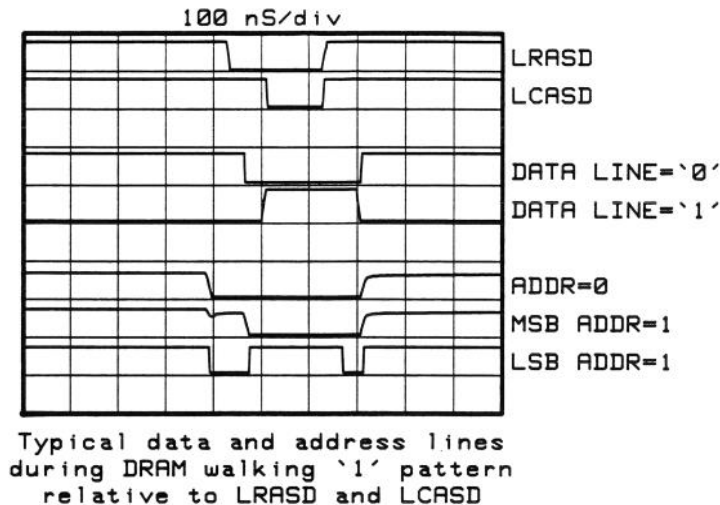 100 nS/div
LRASD
LCASD
DATA LINE=`0´
DATA LINE=`1´
ADDR=0
MSB ADDR=1
LSB ADDR=1
Typical data and address lines
during DRAM walking `1´ pattern
relative to LRASD and LCASD